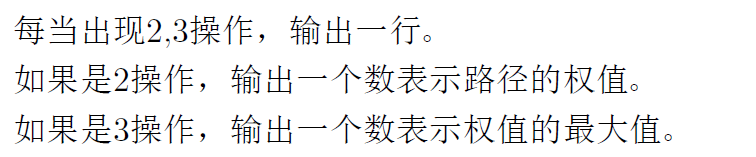 每当出现2,3操作，输出一行。
如果是2操作，输出一个数表示路径的权值。
如果是3操作，输出一个数表示权值的最大值。